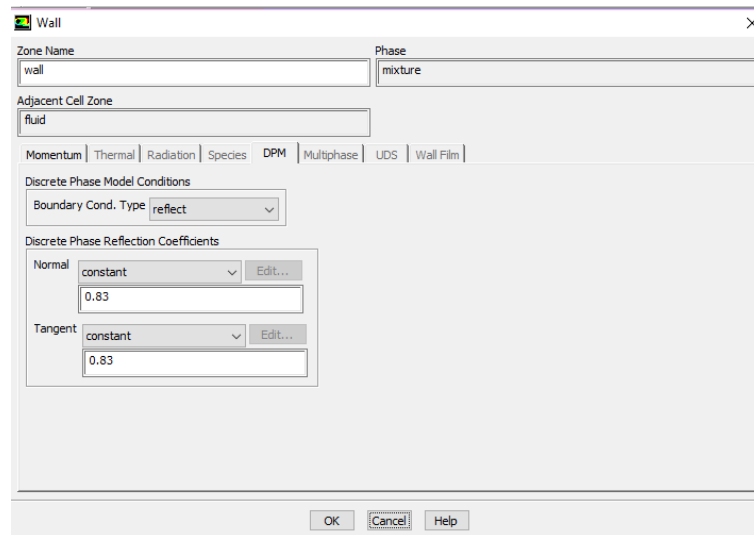 Wall
Zone Name
Phase
wall
mixture
Adjacent Cell Zone
fluid
Momentum Thermal Radiation Species DPM Multiphase UDS Wall Film
Discrete Phase Model Conditions
Boundary Cond. Type reflect
Discrete Phase Reflection Coefficients
Normal constant Edit...
0.83
Tangent constant Edit...
0.83
OK Cancel Help